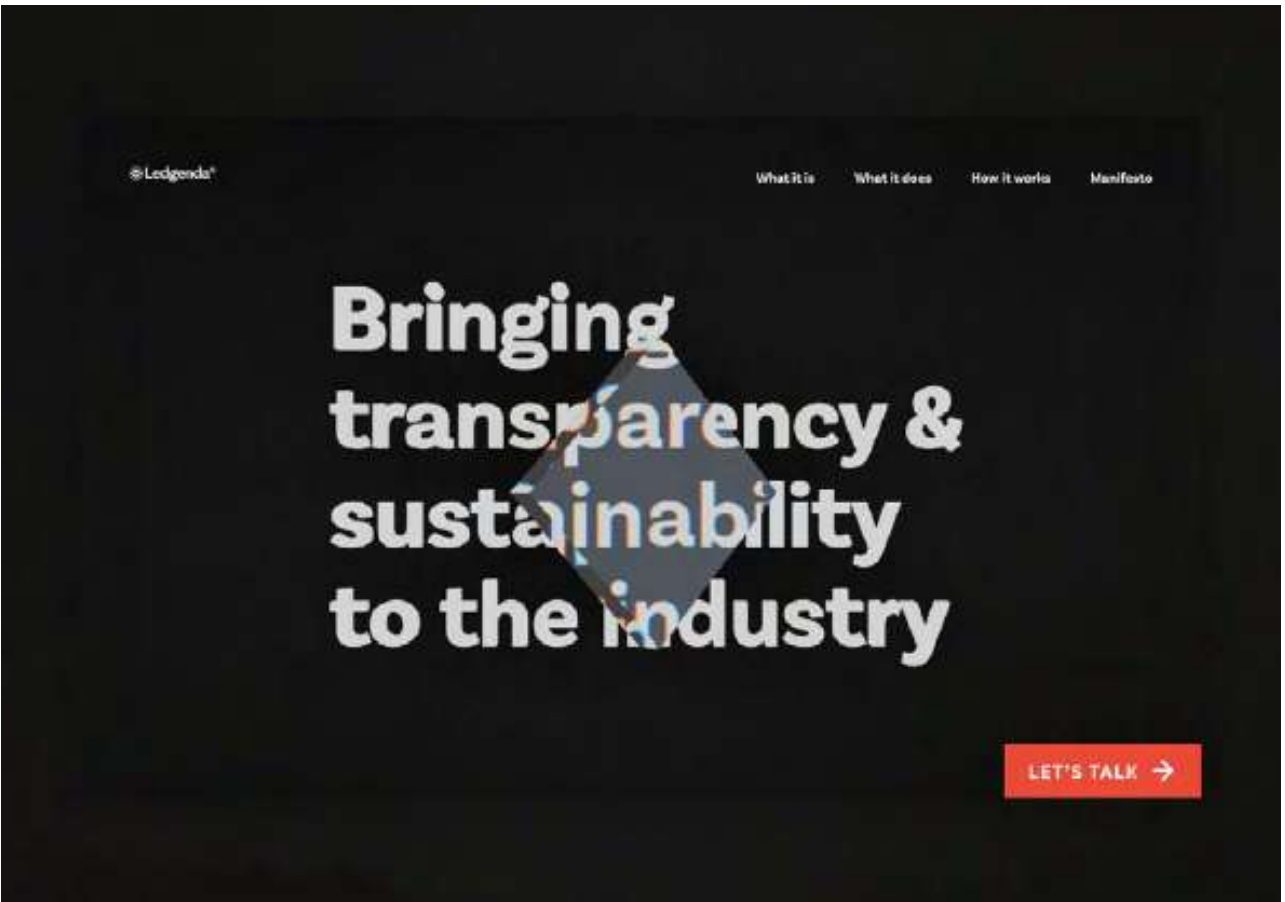 Ledgenda®
What it is
What it does
How it works
Manifesto
Bringing
transparency &
sustainability
to the industry
LET'S TALK →